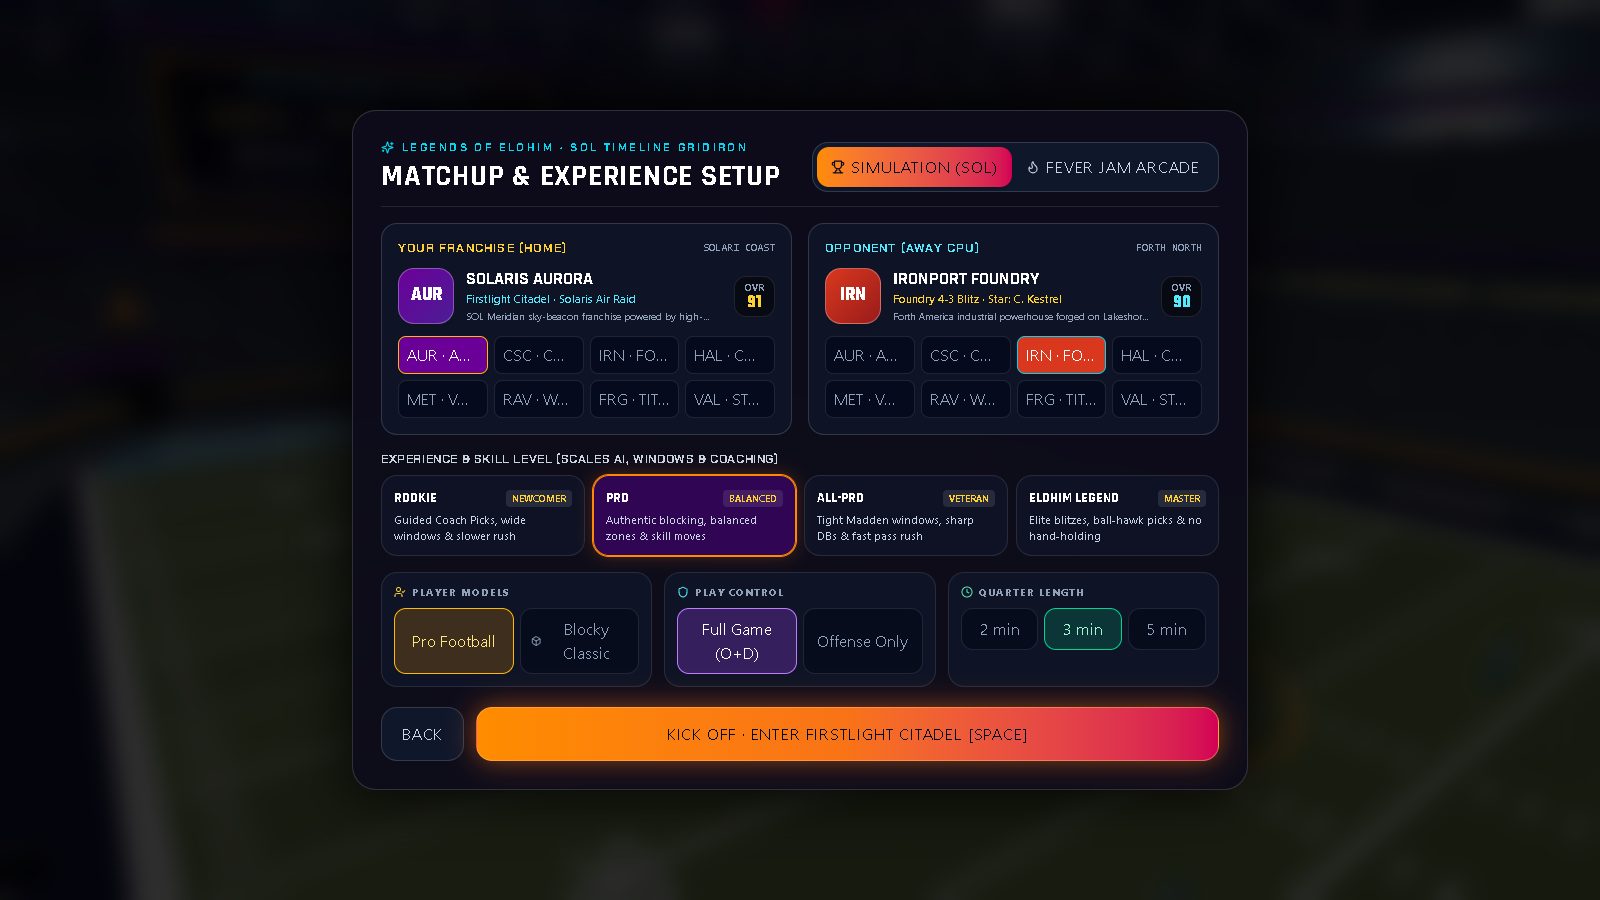 LEGENDS OF ELOHIM · SOL TIMELINE GRIDIRON
MATCHUP & EXPERIENCE SETUP
SIMULATION (SOL)
FEVER JAM ARCADE
YOUR FRANCHISE (HOME)
SOLARI COAST
AUR
SOLARIS AURORA
Firstlight Citadel · Solaris Air Raid
SOL Meridian sky-beacon franchise powered by high-...
OVR
91
AUR · A...
CSC · C...
IRN · FO...
HAL · C...
MET · V...
RAV · W...
FRG · TIT...
VAL · ST...
OPPONENT (AWAY CPU)
FORTH NORTH
IRN
IRONPORT FOUNDRY
Foundry 4-3 Blitz · Star: C. Kestrel
Forth America industrial powerhouse forged on Lakeshor...
OVR
90
AUR · A...
CSC · C...
IRN · FO...
HAL · C...
MET · V...
RAV · W...
FRG · TIT...
VAL · ST...
EXPERIENCE & SKILL LEVEL (SCALES AI, WINDOWS & COACHING)
ROOKIE
NEWCOMER
Guided Coach Picks, wide
windows & slower rush
PRO
BALANCED
Authentic blocking, balanced
zones & skill moves
ALL-PRO
VETERAN
Tight Madden windows, sharp
DBs & fast pass rush
ELOHIM LEGEND
MASTER
Elite blitzes, ball-hawk picks & no
hand-holding
PLAYER MODELS
Pro Football
Blocky
Classic
PLAY CONTROL
Full Game
(O+D)
Offense Only
QUARTER LENGTH
2 min
3 min
5 min
BACK
KICK OFF · ENTER FIRSTLIGHT CITADEL [SPACE]